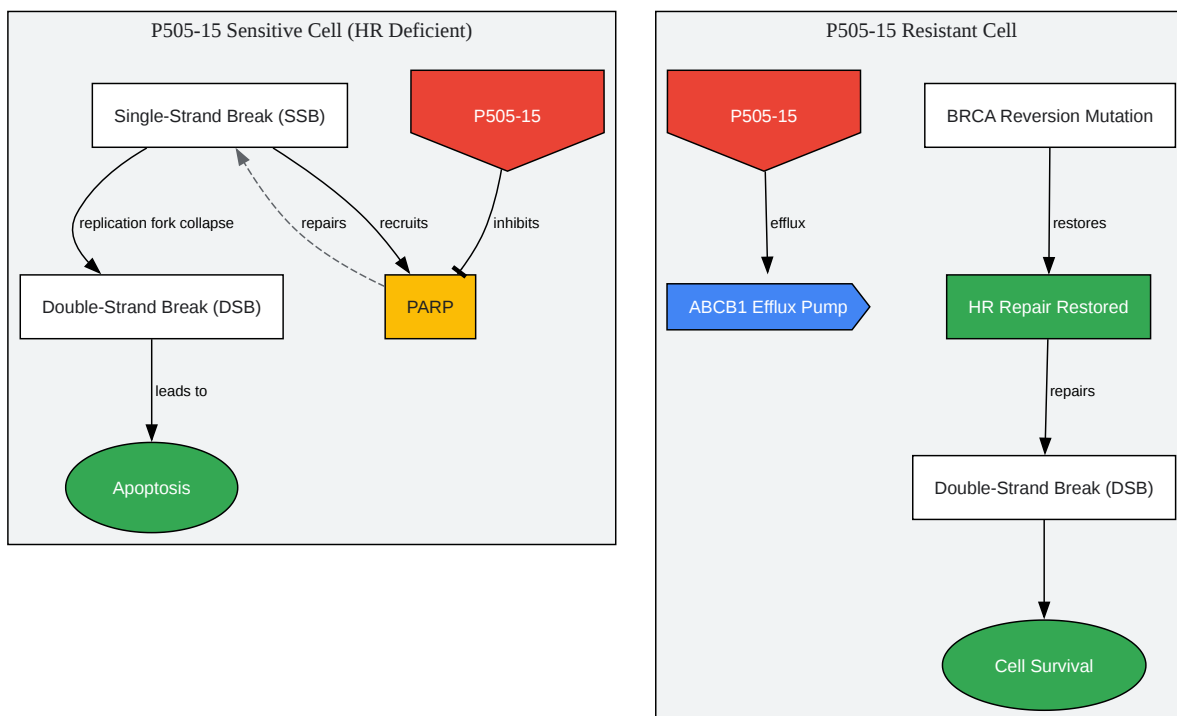 P505-15 Sensitive Cell (HR Deficient)
Single-Strand Break (SSB)
P505-15
replication fork collapse
repairs
recruits
inhibits
Double-Strand Break (DSB)
PARP
leads to
Apoptosis
P505-15 Resistant Cell
P505-15
BRCA Reversion Mutation
efflux
restores
ABCB1 Efflux Pump
HR Repair Restored
repairs
Double-Strand Break (DSB)
Cell Survival